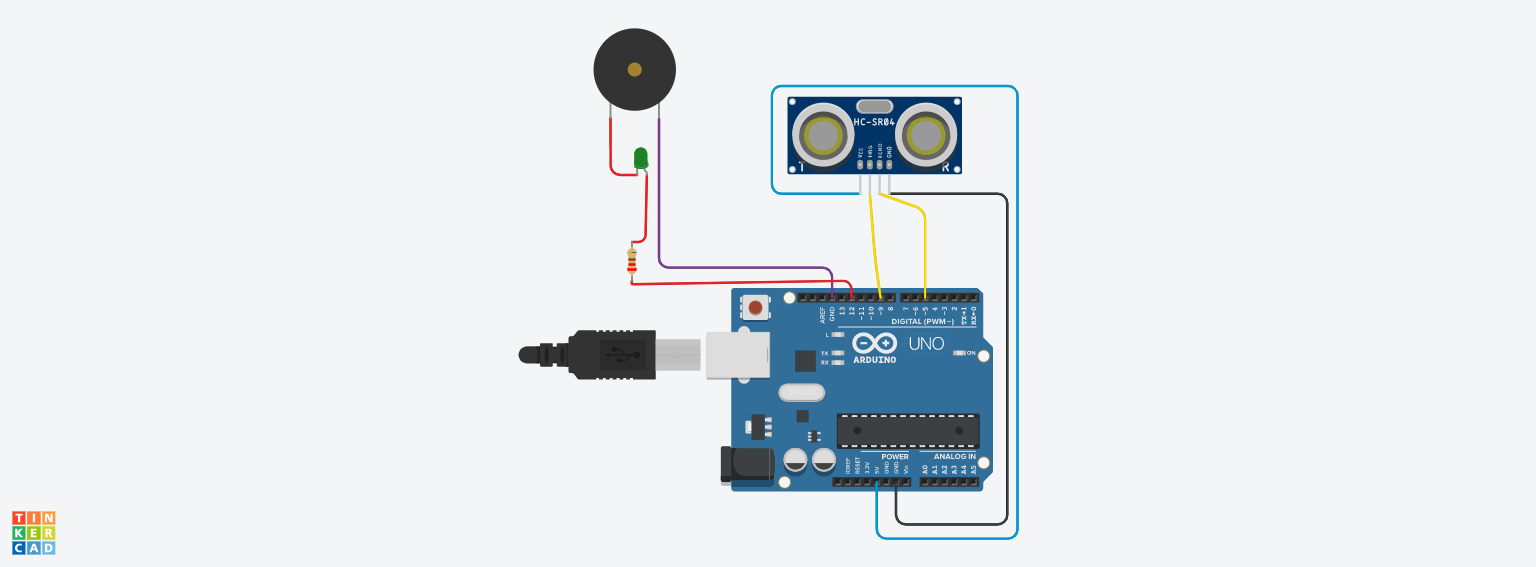 HC-SR04
VCC
TRIG
ECHO
GND
T
R
AREF
GND
13
12
~11
~10
~9
8
7
~6
~5
4
~3
2
TX→1
RX←0
DIGITAL (PWM~)
L
TX
RX
ARDUINO
UNO
ON
POWER
ANALOG IN
IOREF
RESET
3.3V
5V
GND
GND
Vin
A0
A1
A2
A3
A4
A5
TIN
KER
CAD